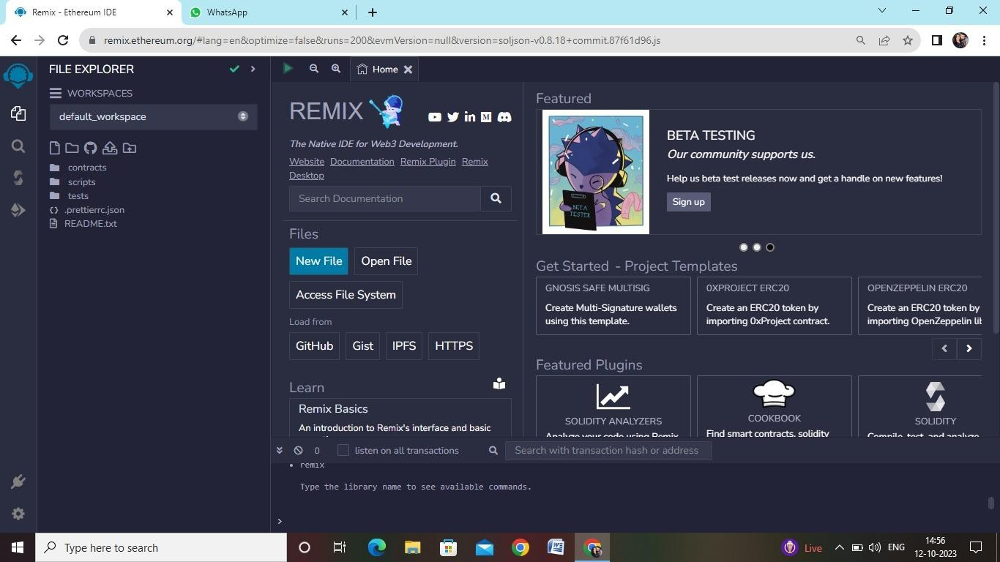 Remix - Ethereum IDE
WhatsApp
remix.ethereum.org/#lang=en&optimize=false&runs=200&evmVersion=null&version=soljson-v0.8.18+commit.87f61d96.js
FILE EXPLORER
WORKSPACES
default_workspace
contracts
scripts
tests
.prettierrc.json
README.txt
Home
REMIX
The Native IDE for Web3 Development.
Website Documentation Remix Plugin Remix
Desktop
Search Documentation
Files
New File Open File
Access File System
Load from
GitHub Gist IPFS HTTPS
Learn
Remix Basics
An introduction to Remix's interface and basic
Featured
BETA TESTER
BETA TESTING
Our community supports us.
Help us beta test releases now and get a handle on new features!
Sign up
Get Started - Project Templates
GNOSIS SAFE MULTISIG
Create Multi-Signature wallets
using this template.
0XPROJECT ERC20
Create an ERC20 token by
importing 0xProject contract.
OPENZEPPELIN ERC20
Create an ERC20 token by
importing OpenZeppelin lib
Featured Plugins
SOLIDITY ANALYZERS
Analyze your code using Remix
COOKBOOK
Find smart contracts, solidity
SOLIDITY
Compile, test, and analyze
0 listen on all transactions
Search with transaction hash or address
• remix
Type the library name to see available commands.
>
Type here to search
Live
ENG
14:56
12-10-2023